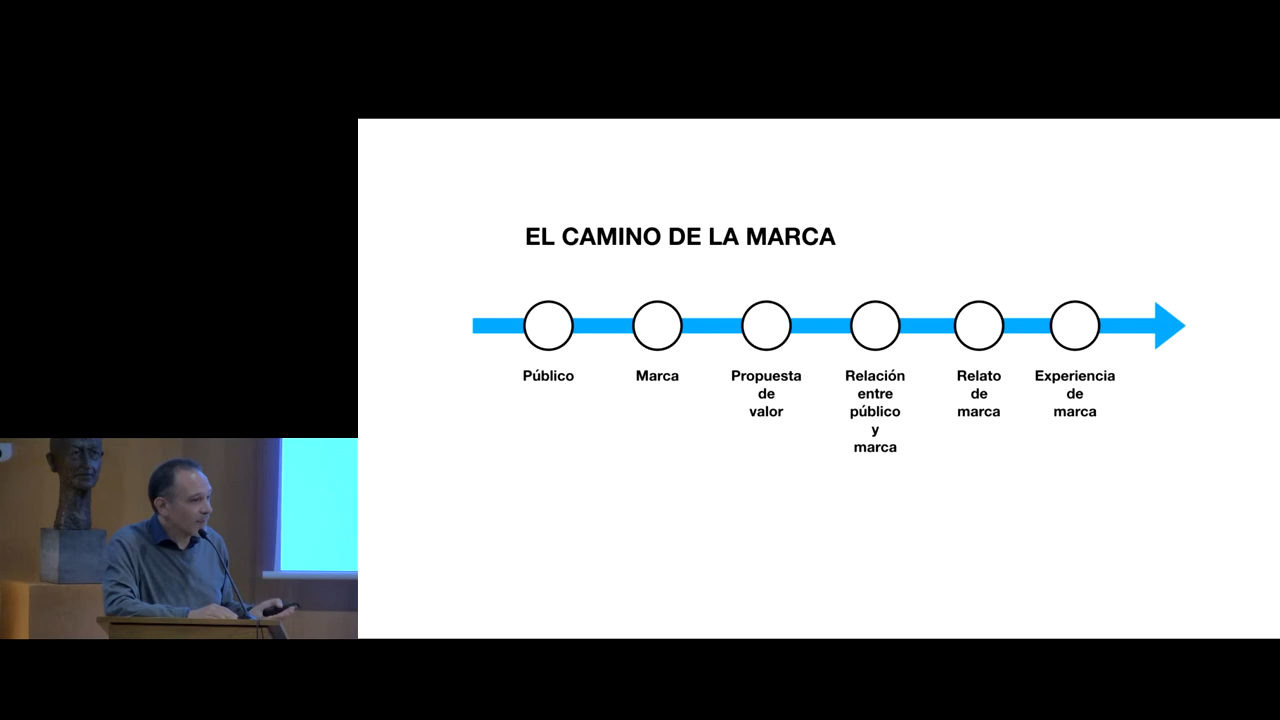 EL CAMINO DE LA MARCA
Público
Marca
Propuesta
de
valor
Relación
entre
público
y
marca
Relato
de
marca
Experiencia
de
marca